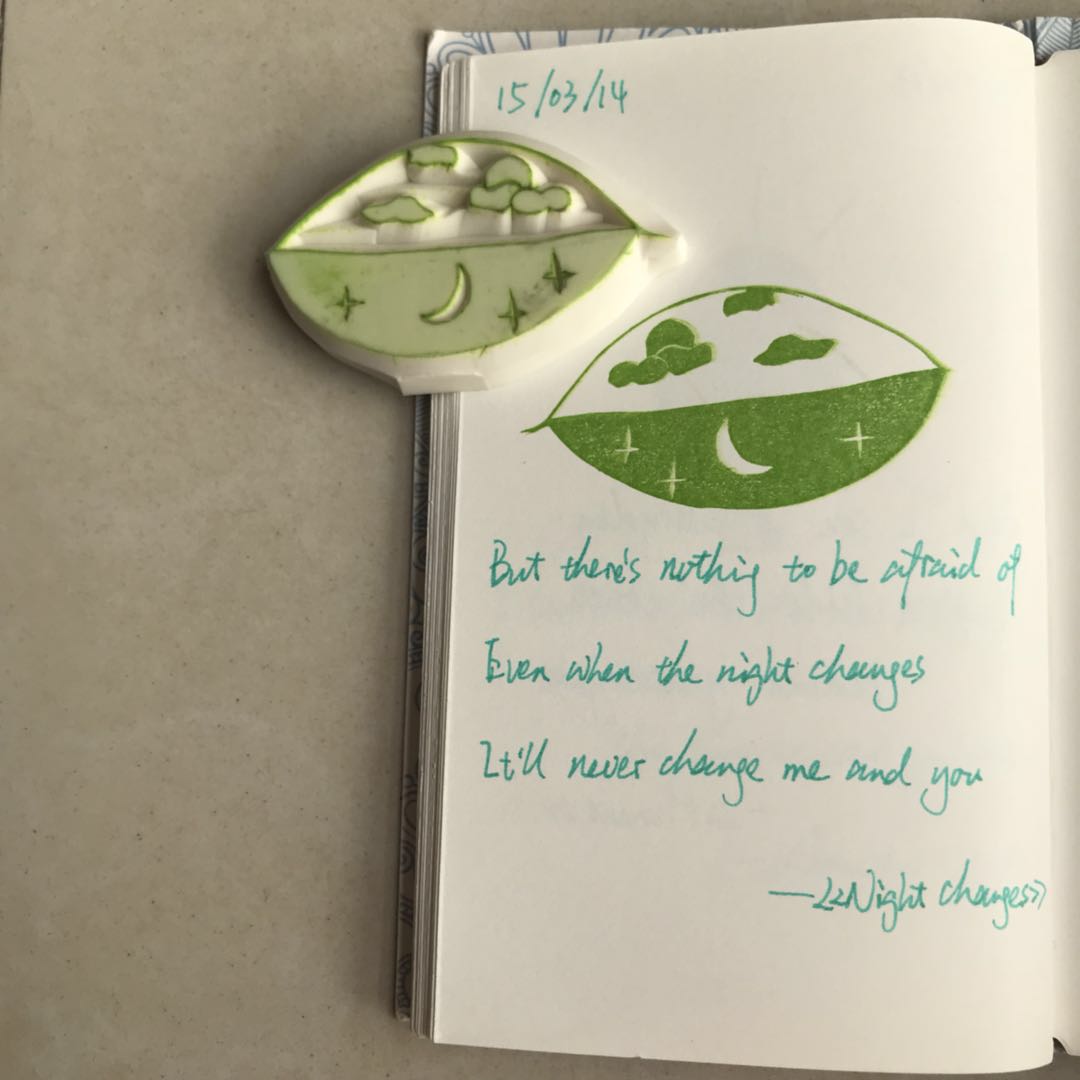 15/03/14
But there's nothing to be afraid of
Even when the night changes
It'll never change me and you
—《Night changes》